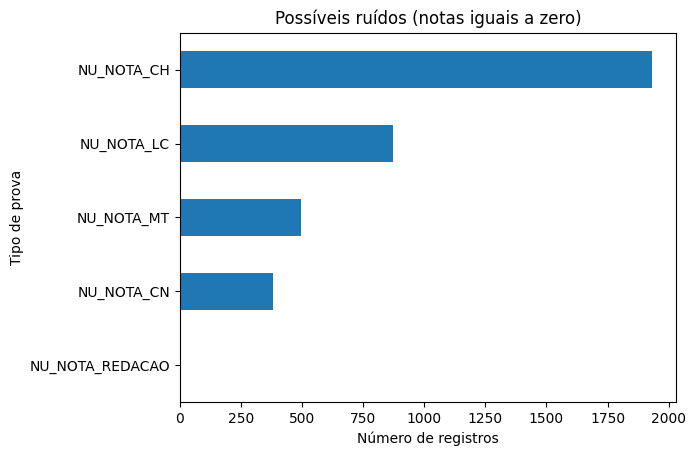 Possíveis ruídos (notas iguais a zero)
Tipo de prova
NU_NOTA_CH
NU_NOTA_LC
NU_NOTA_MT
NU_NOTA_CN
NU_NOTA_REDACAO
0 250 500 750 1000 1250 1500 1750 2000
Número de registros